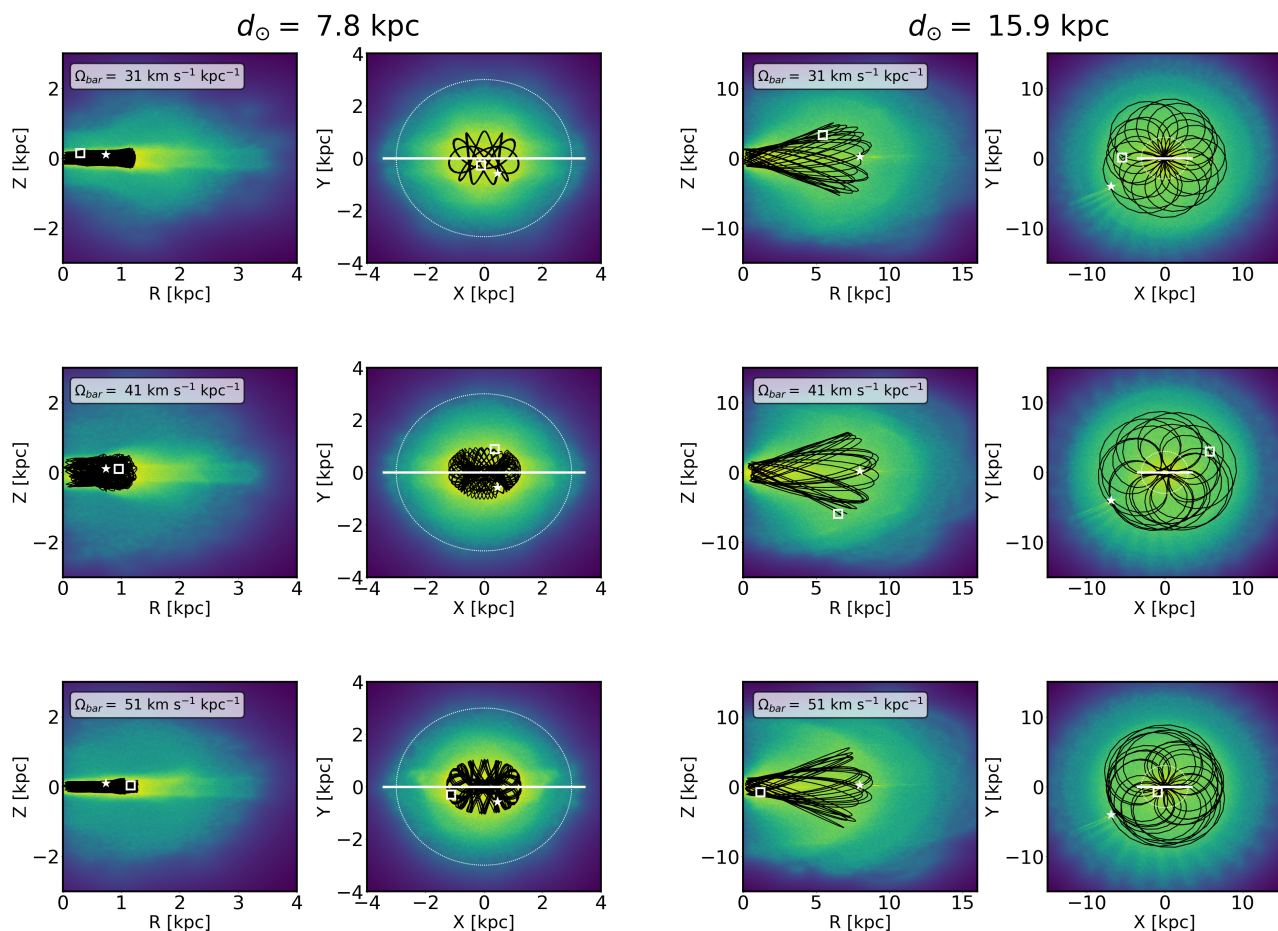 d⊙ = 7.8 kpc
d⊙ = 15.9 kpc
Ω_bar = 31 km s⁻¹ kpc⁻¹
Z [kpc]
2
0
−2
0 1 2 3 4
R [kpc]
Y [kpc]
4
2
0
−2
−4
−4 −2 0 2 4
X [kpc]
Ω_bar = 31 km s⁻¹ kpc⁻¹
Z [kpc]
10
0
−10
0 5 10 15
R [kpc]
Y [kpc]
10
0
−10
−10 0 10
X [kpc]
Ω_bar = 41 km s⁻¹ kpc⁻¹
Z [kpc]
2
0
−2
0 1 2 3 4
R [kpc]
Y [kpc]
4
2
0
−2
−4
−4 −2 0 2 4
X [kpc]
Ω_bar = 41 km s⁻¹ kpc⁻¹
Z [kpc]
10
0
−10
0 5 10 15
R [kpc]
Y [kpc]
10
0
−10
−10 0 10
X [kpc]
Ω_bar = 51 km s⁻¹ kpc⁻¹
Z [kpc]
2
0
−2
0 1 2 3 4
R [kpc]
Y [kpc]
4
2
0
−2
−4
−4 −2 0 2 4
X [kpc]
Ω_bar = 51 km s⁻¹ kpc⁻¹
Z [kpc]
10
0
−10
0 5 10 15
R [kpc]
Y [kpc]
10
0
−10
−10 0 10
X [kpc]